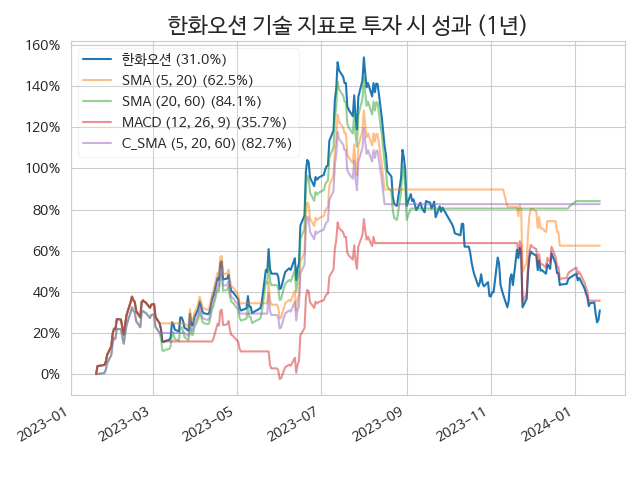 한화오션 기술 지표로 투자 시 성과 (1년)
160%
140%
120%
100%
80%
60%
40%
20%
0%
한화오션 (31.0%)
SMA (5, 20) (62.5%)
SMA (20, 60) (84.1%)
MACD (12, 26, 9) (35.7%)
C_SMA (5, 20, 60) (82.7%)
2023-01
2023-03
2023-05
2023-07
2023-09
2023-11
2024-01